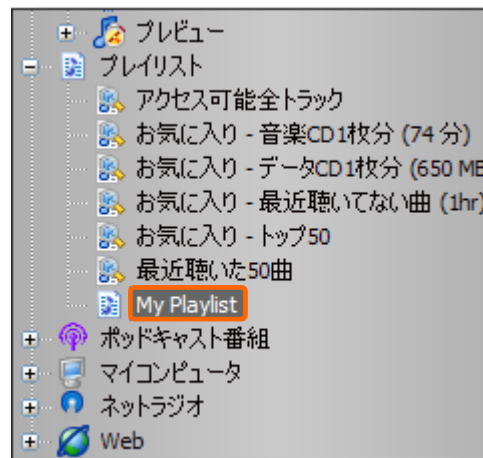 プレビュー
プレイリスト
アクセス可能全トラック
お気に入り - 音楽CD1枚分 (74 分)
お気に入り - データCD1枚分 (650 MB
お気に入り - 最近聴いてない曲 (1hr)
お気に入り - トップ50
最近聴いた50曲
My Playlist
ポッドキャスト番組
マイコンピュータ
ネットラジオ
Web